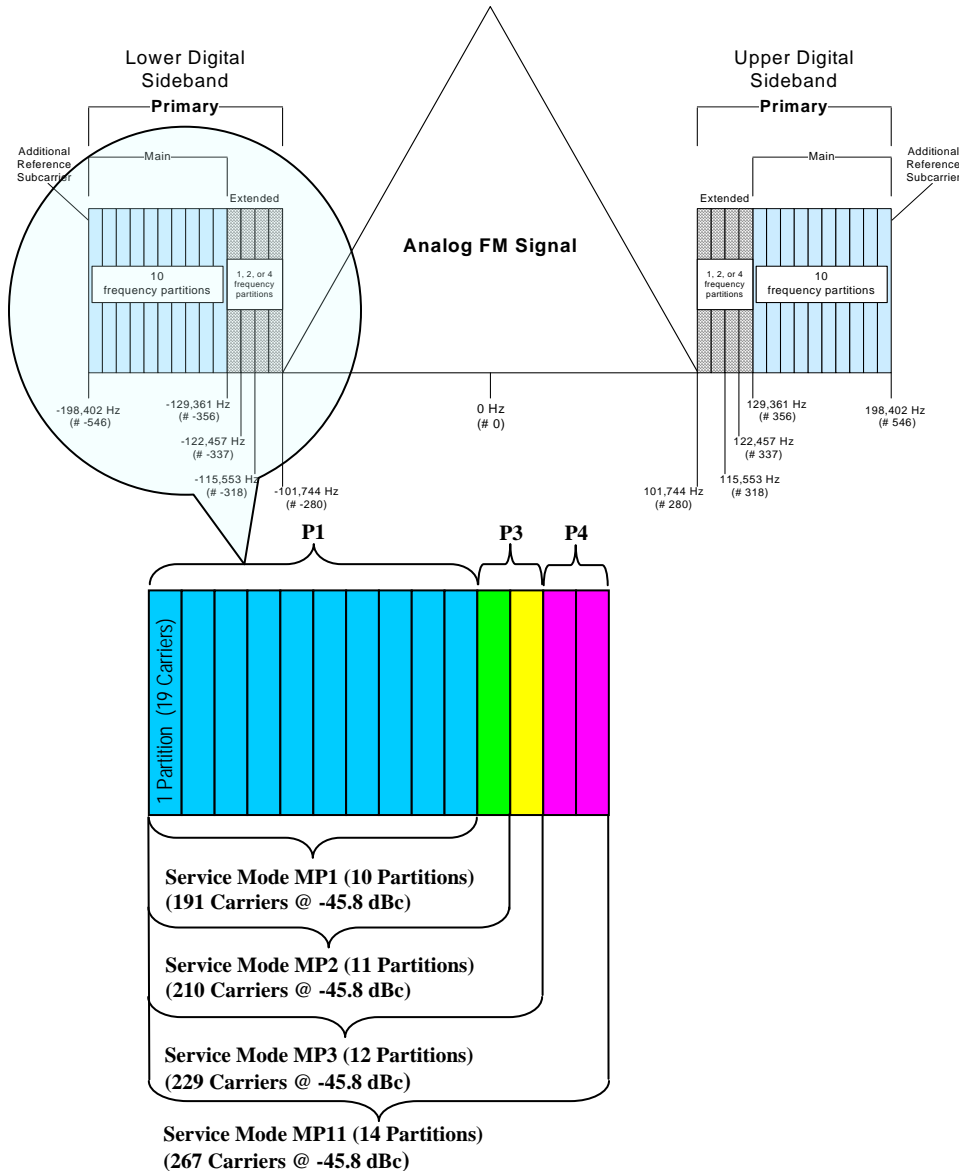 Lower Digital
Sideband
Primary
Upper Digital
Sideband
Primary
Additional
Reference
Subcarrier
Main
Extended
Extended
Main
Additional
Reference
Subcarrier
Analog FM Signal
10
frequency partitions
1, 2, or 4
frequency
partitions
1, 2, or 4
frequency
partitions
10
frequency partitions
-198,402 Hz
(# -546)
-129,361 Hz
(# -356)
-122,457 Hz
(# -337)
-115,553 Hz
(# -318)
-101,744 Hz
(# -280)
0 Hz
(# 0)
101,744 Hz
(# 280)
115,553 Hz
(# 318)
122,457 Hz
(# 337)
129,361 Hz
(# 356)
198,402 Hz
(# 546)
P1
P3
P4
1 Partition (19 Carriers)
Service Mode MP1 (10 Partitions)
(191 Carriers @ -45.8 dBc)
Service Mode MP2 (11 Partitions)
(210 Carriers @ -45.8 dBc)
Service Mode MP3 (12 Partitions)
(229 Carriers @ -45.8 dBc)
Service Mode MP11 (14 Partitions)
(267 Carriers @ -45.8 dBc)